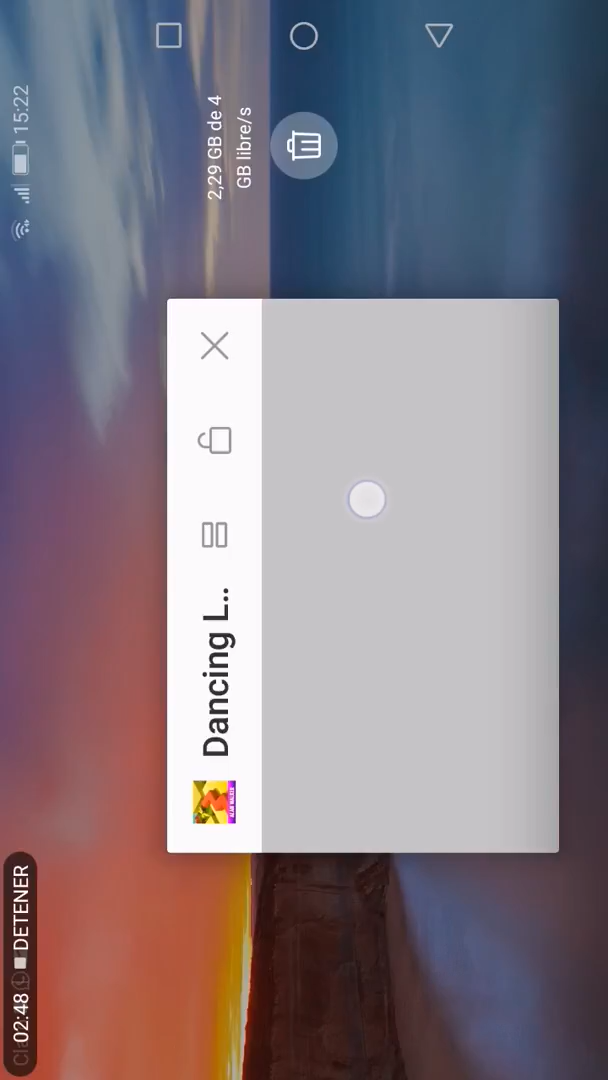 02:48 DETENER
15:22
2,29 GB de 4
GB libre/s
Dancing L..